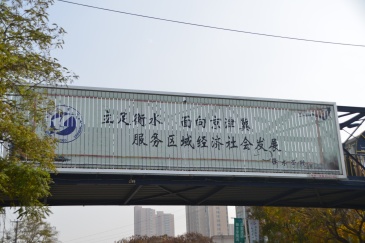 立足衡水 面向京津冀
服务区域经济社会发展